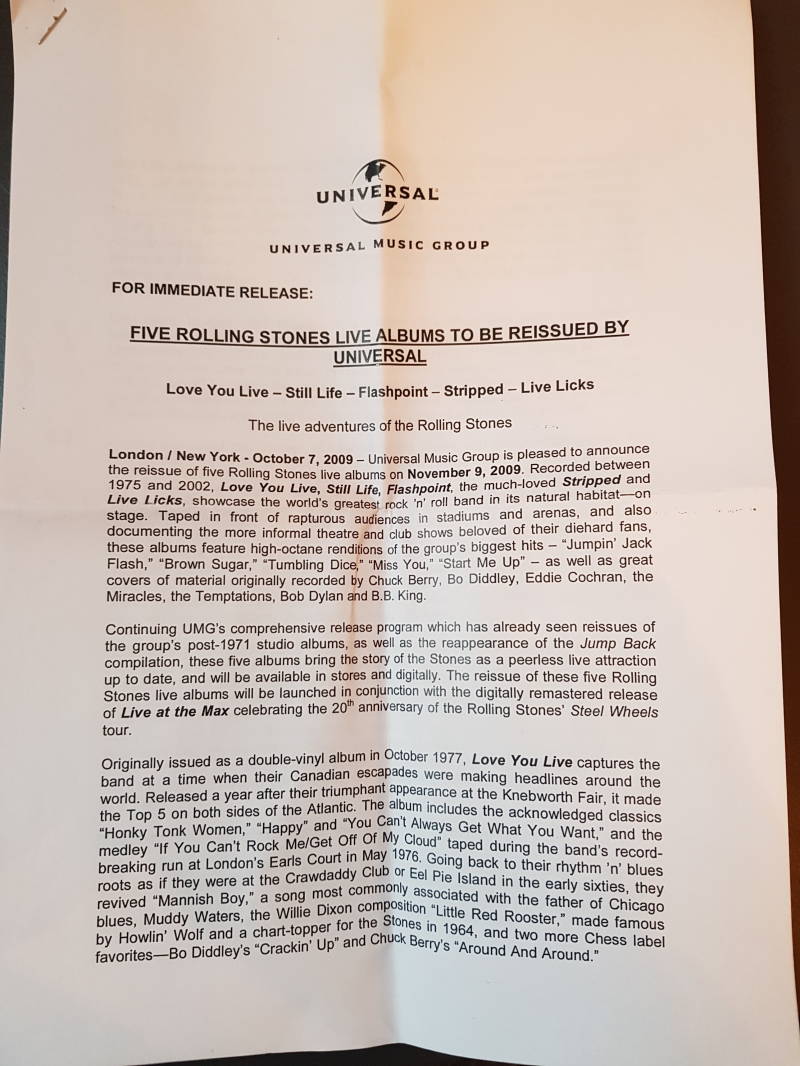 UNIVERSAL
UNIVERSAL MUSIC GROUP
FOR IMMEDIATE RELEASE:
FIVE ROLLING STONES LIVE ALBUMS TO BE REISSUED BY
UNIVERSAL
Love You Live – Still Life – Flashpoint – Stripped – Live Licks
The live adventures of the Rolling Stones
London / New York - October 7, 2009 – Universal Music Group is pleased to announce
the reissue of five Rolling Stones live albums on November 9, 2009. Recorded between
1975 and 2002, Love You Live, Still Life, Flashpoint, the much-loved Stripped and
Live Licks, showcase the world's greatest rock 'n' roll band in its natural habitat—on
stage. Taped in front of rapturous audiences in stadiums and arenas, and also
documenting the more informal theatre and club shows beloved of their diehard fans,
these albums feature high-octane renditions of the group's biggest hits – “Jumpin' Jack
Flash,” “Brown Sugar,” “Tumbling Dice,” “Miss You,” “Start Me Up” – as well as great
covers of material originally recorded by Chuck Berry, Bo Diddley, Eddie Cochran, the
Miracles, the Temptations, Bob Dylan and B.B. King.
Continuing UMG's comprehensive release program which has already seen reissues of
the group's post-1971 studio albums, as well as the reappearance of the Jump Back
compilation, these five albums bring the story of the Stones as a peerless live attraction
up to date, and will be available in stores and digitally. The reissue of these five Rolling
Stones live albums will be launched in conjunction with the digitally remastered release
of Live at the Max celebrating the 20th anniversary of the Rolling Stones' Steel Wheels
tour.
Originally issued as a double-vinyl album in October 1977, Love You Live captures the
band at a time when their Canadian escapades were making headlines around the
world. Released a year after their triumphant appearance at the Knebworth Fair, it made
the Top 5 on both sides of the Atlantic. The album includes the acknowledged classics
“Honky Tonk Women,” “Happy” and “You Can't Always Get What You Want,” and the
medley “If You Can't Rock Me/Get Off Of My Cloud” taped during the band's record-
breaking run at London's Earls Court in May 1976. Going back to their rhythm 'n' blues
roots as if they were at the Crawdaddy Club or Eel Pie Island in the early sixties, they
revived “Mannish Boy,” a song most commonly associated with the father of Chicago
blues, Muddy Waters, the Willie Dixon composition “Little Red Rooster,” made famous
by Howlin' Wolf and a chart-topper for the Stones in 1964, and two more Chess label
favorites—Bo Diddley's “Crackin' Up” and Chuck Berry's “Around And Around.”